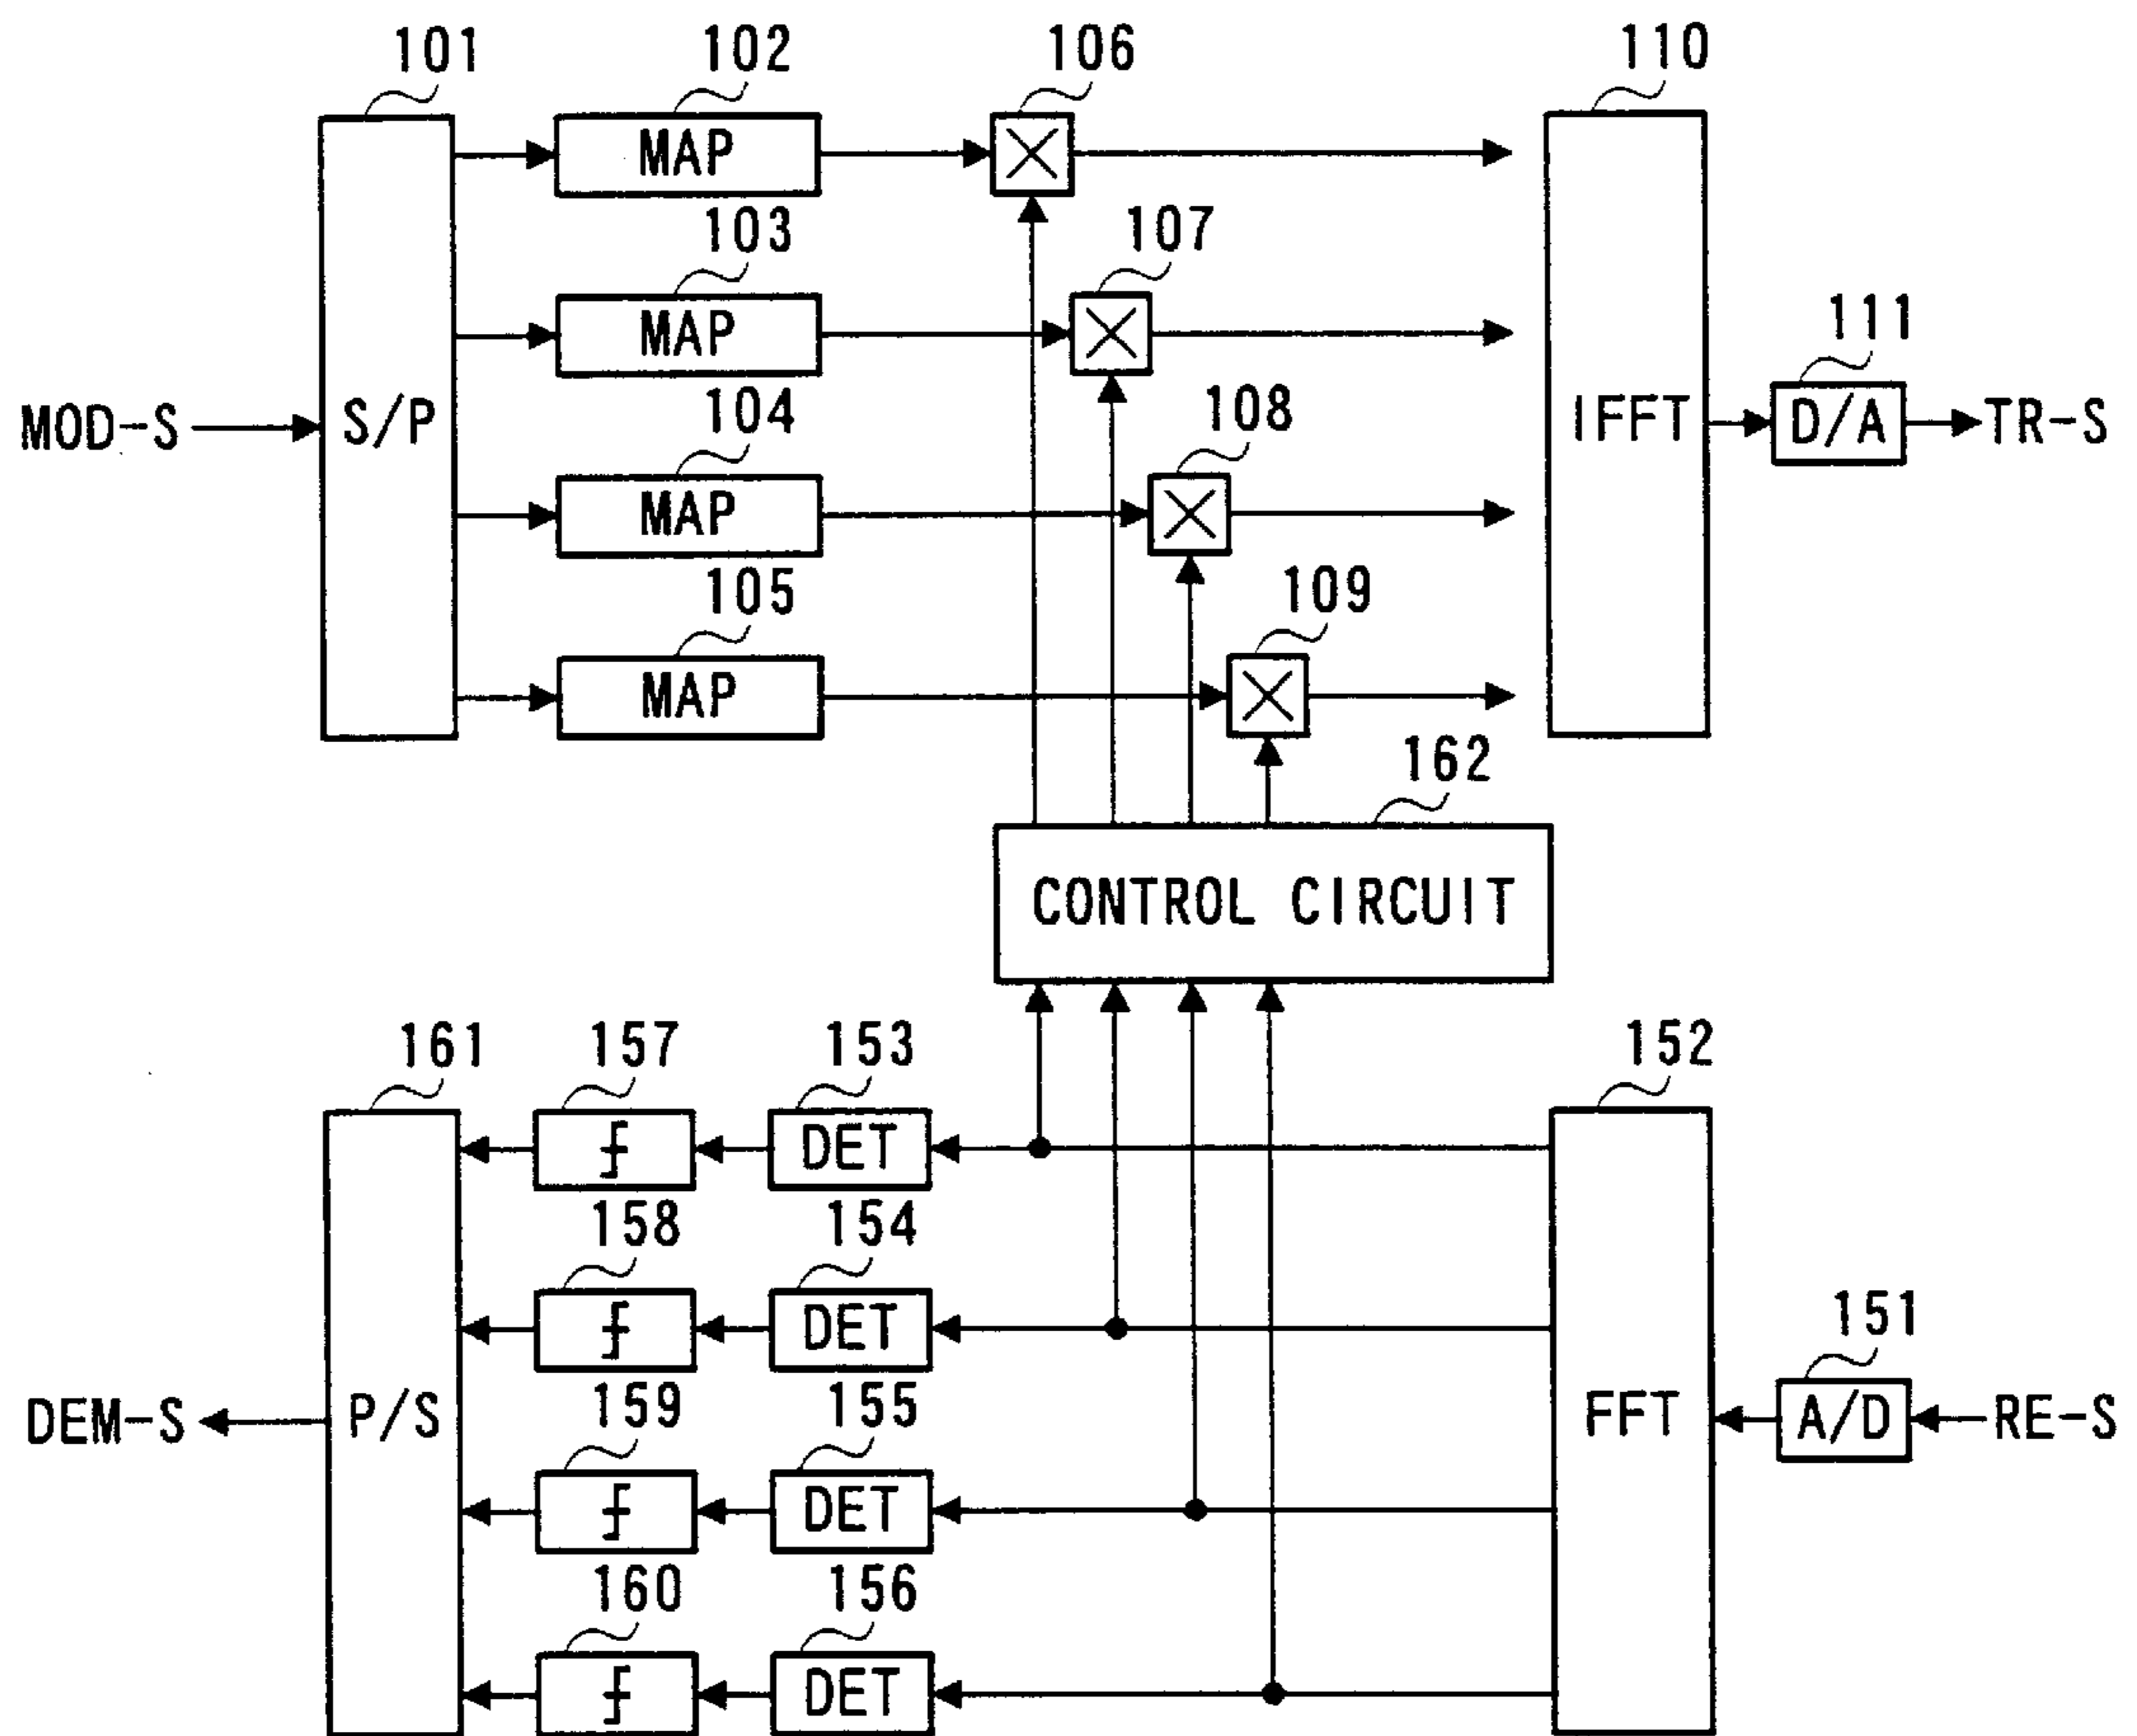 101
102
106
110
MAP
103
107
MAP
111
104
108
MOD-S
S/P
IFFT
D/A
TR-S
MAP
105
109
MAP
162
CONTROL CIRCUIT
161
157
153
152
DET
158
154
DET
151
159
155
DEM-S
P/S
FFT
A/D
RE-S
DET
160
156
DET